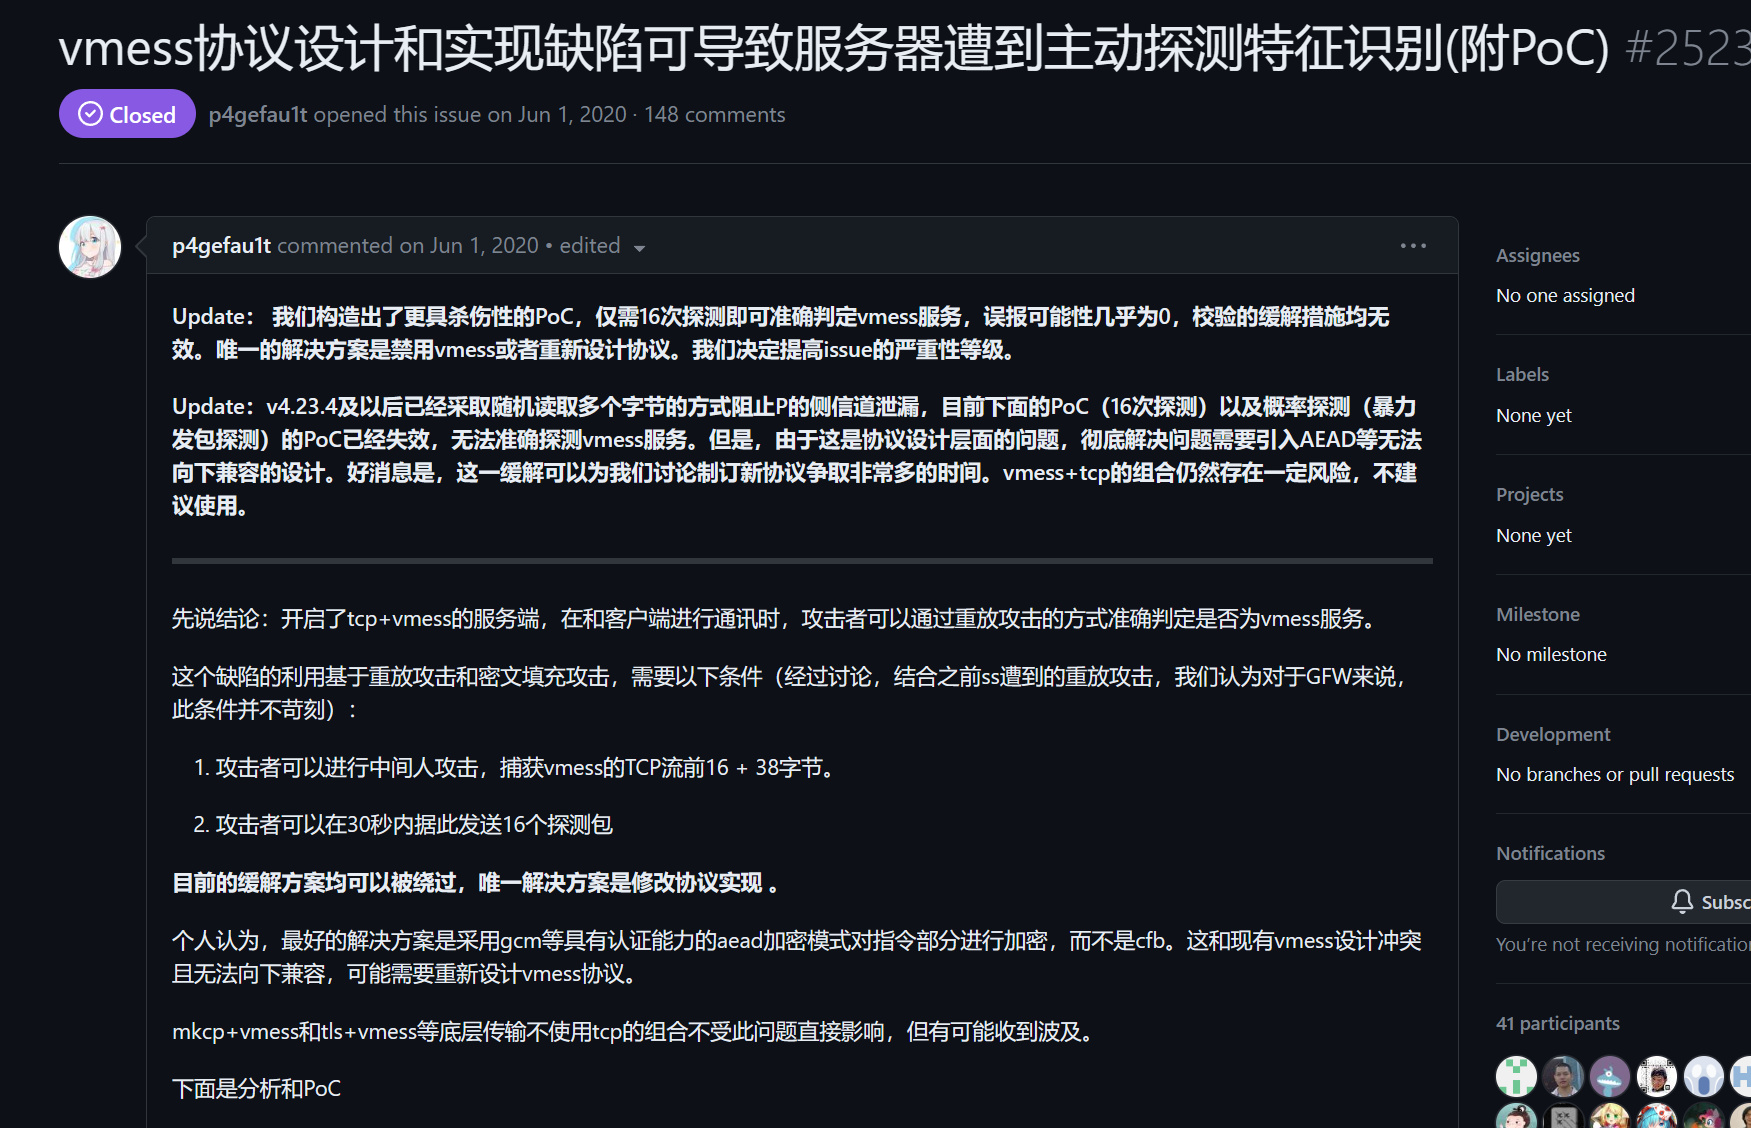 vmess协议设计和实现缺陷可导致服务器遭到主动探测特征识别(附PoC) #2523
Closed
p4gefau1t opened this issue on Jun 1, 2020 · 148 comments
p4gefau1t commented on Jun 1, 2020 • edited
Update： 我们构造出了更具杀伤性的PoC，仅需16次探测即可准确判定vmess服务，误报可能性几乎为0，校验的缓解措施均无
效。唯一的解决方案是禁用vmess或者重新设计协议。我们决定提高issue的严重性等级。
Update：v4.23.4及以后已经采取随机读取多个字节的方式阻止P的侧信道泄漏，目前下面的PoC（16次探测）以及概率探测（暴力
发包探测）的PoC已经失效，无法准确探测vmess服务。但是，由于这是协议设计层面的问题，彻底解决问题需要引入AEAD等无法
向下兼容的设计。好消息是，这一缓解可以为我们讨论制订新协议争取非常多的时间。vmess+tcp的组合仍然存在一定风险，不建
议使用。
先说结论：开启了tcp+vmess的服务端，在和客户端进行通讯时，攻击者可以通过重放攻击的方式准确判定是否为vmess服务。
这个缺陷的利用基于重放攻击和密文填充攻击，需要以下条件（经过讨论，结合之前ss遭到的重放攻击，我们认为对于GFW来说，
此条件并不苛刻）：
1. 攻击者可以进行中间人攻击，捕获vmess的TCP流前16 + 38字节。
2. 攻击者可以在30秒内据此发送16个探测包
目前的缓解方案均可以被绕过，唯一解决方案是修改协议实现 。
个人认为，最好的解决方案是采用gcm等具有认证能力的aead加密模式对指令部分进行加密，而不是cfb。这和现有vmess设计冲突
且无法向下兼容，可能需要重新设计vmess协议。
mkcp+vmess和tls+vmess等底层传输不使用tcp的组合不受此问题直接影响，但有可能收到波及。
下面是分析和PoC
Assignees
No one assigned
Labels
None yet
Projects
None yet
Milestone
No milestone
Development
No branches or pull requests
Notifications
Subsc
You’re not receiving notification
41 participants